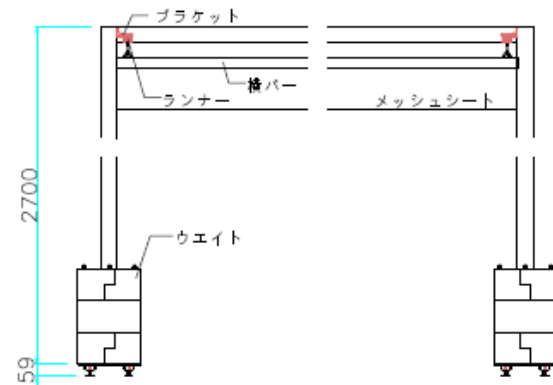 ブラケット
横バー
ランナー
メッシュシート
2700
ウエイト
59